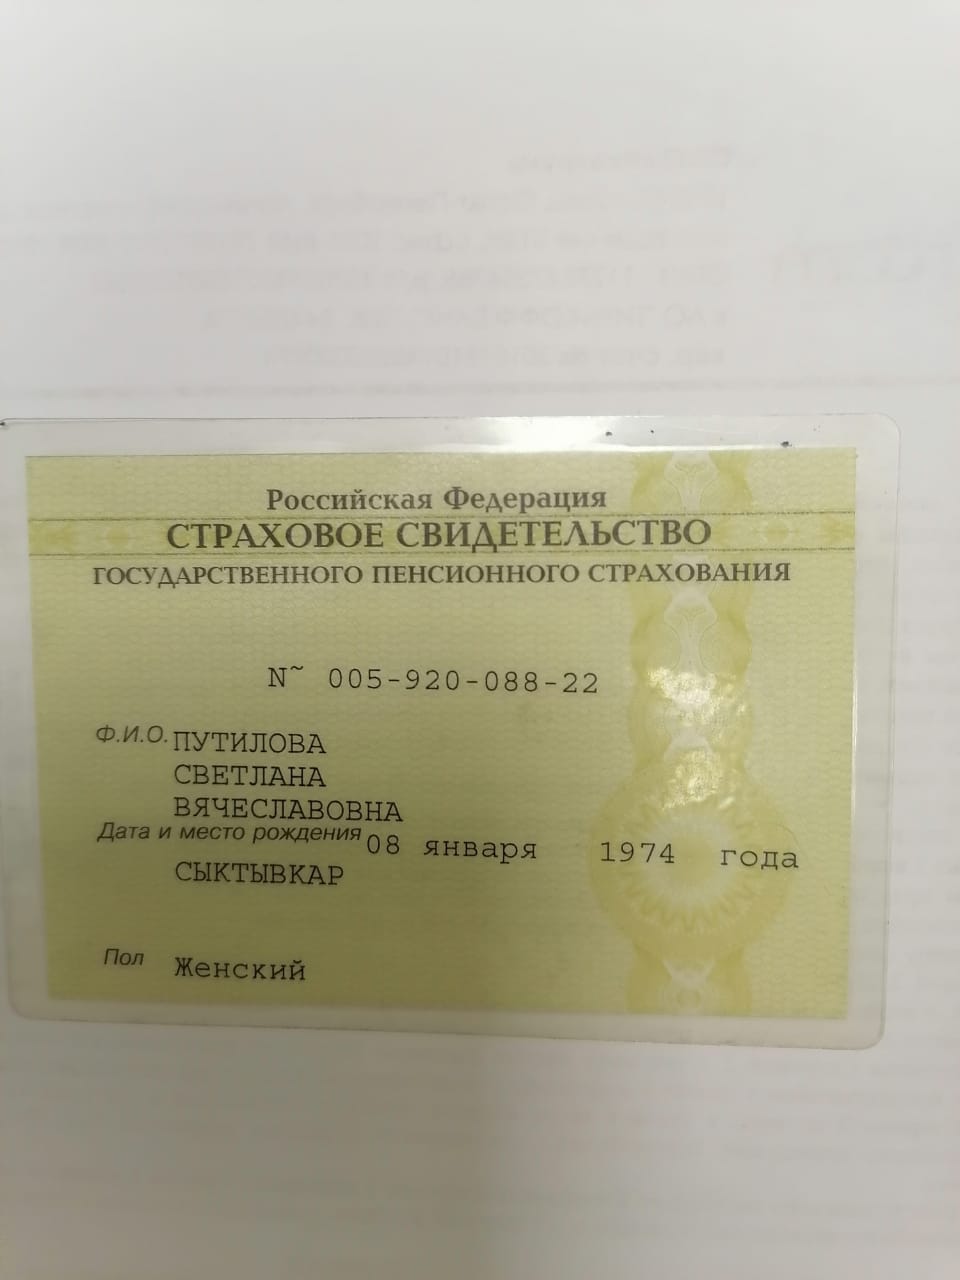 Российская Федерация
СТРАХОВОЕ СВИДЕТЕЛЬСТВО
ГОСУДАРСТВЕННОГО ПЕНСИОННОГО СТРАХОВАНИЯ
N~ 005-920-088-22
Ф.И.О. ПУТИЛОВА
СВЕТЛАНА
ВЯЧЕСЛАВОВНА
Дата и место рождения 08 января 1974 года
СЫКТЫВКАР
Пол Женский